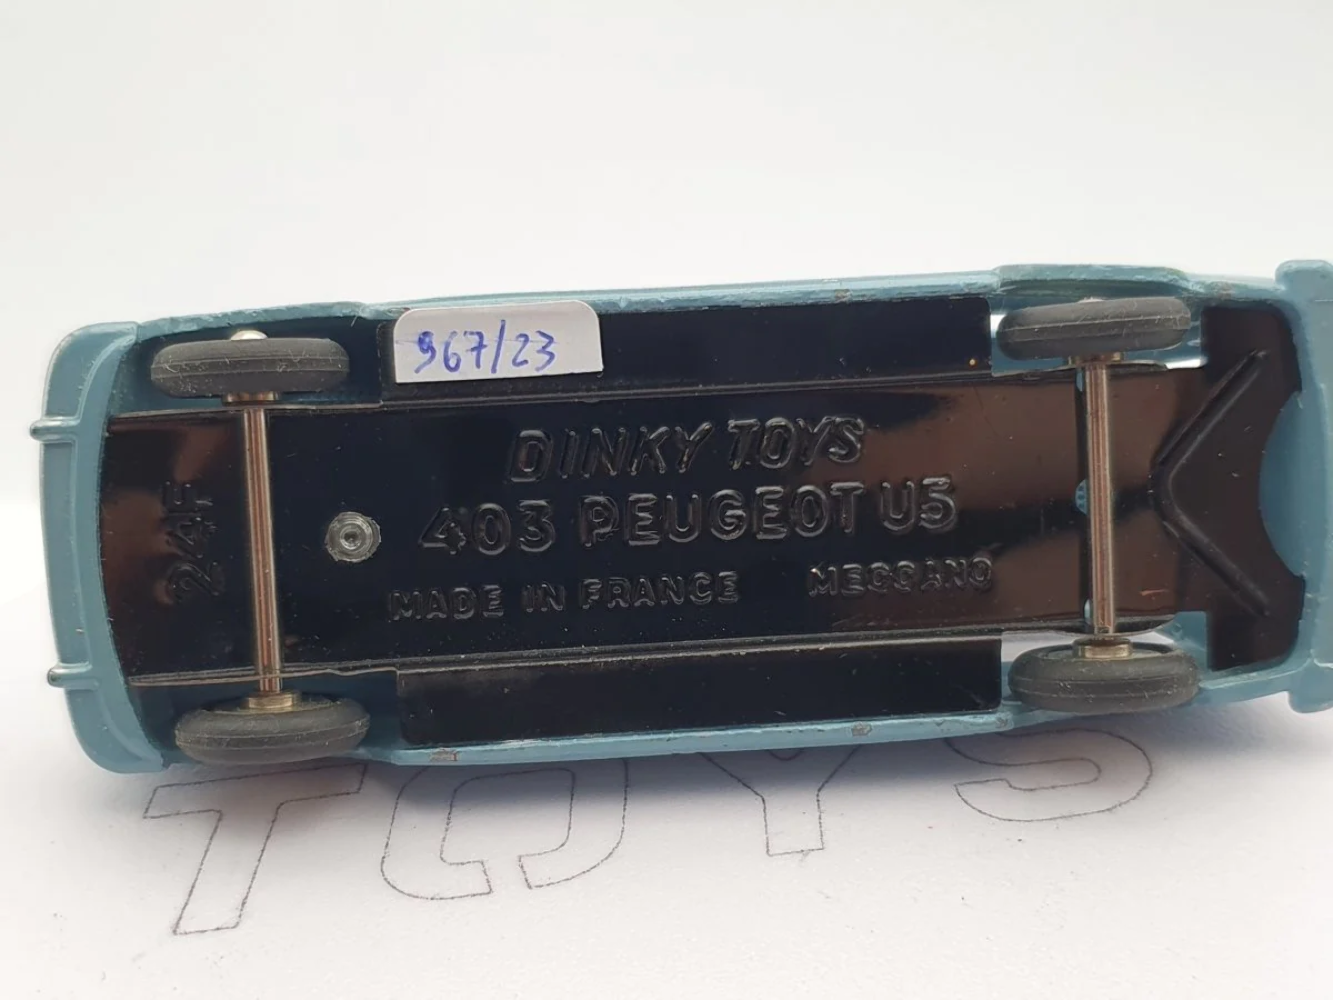 967/23
DINKY TOYS
403 PEUGEOT U5
MADE IN FRANCE MECCANO
24F
TOYS